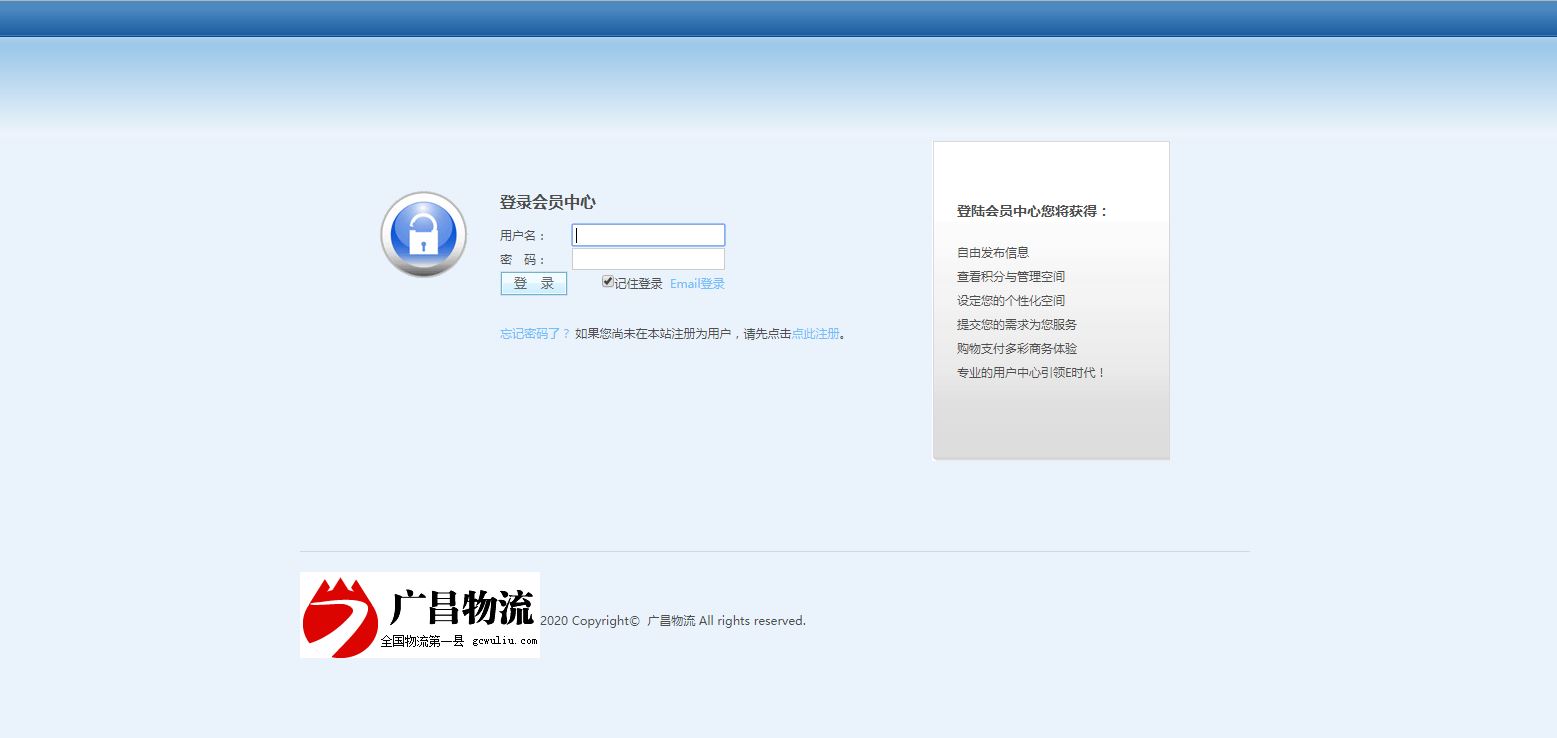 登录会员中心
用户名：
密　码：
登　录 记住登录 Email登录
忘记密码了？ 如果您尚未在本站注册为用户，请先点击点此注册。
登陆会员中心您将获得：
自由发布信息
查看积分与管理空间
设定您的个性化空间
提交您的需求为您服务
购物支付多彩商务体验
专业的用户中心引领E时代！
广昌物流
全国物流第一县 gcwuliu.com
2020 Copyright© 广昌物流 All rights reserved.